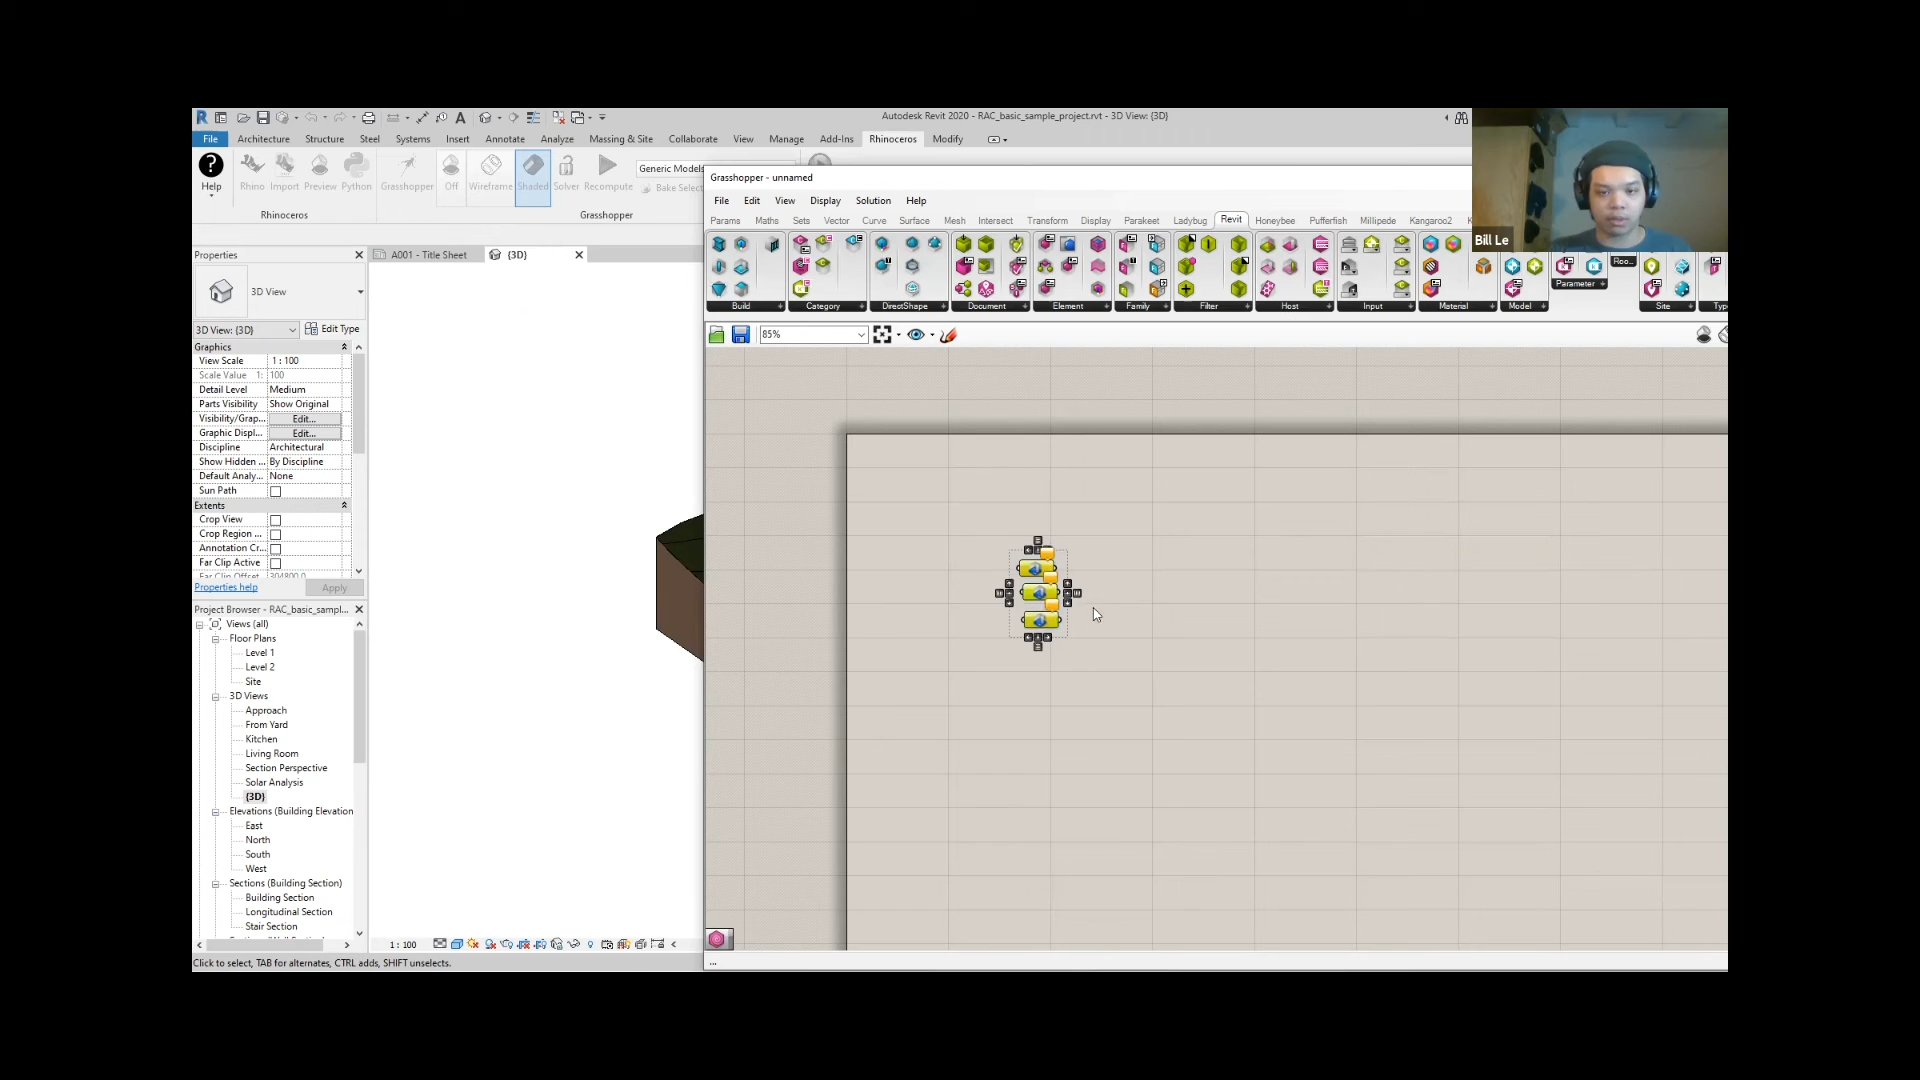 Autodesk Revit 2020 - RAC_basic_sample_project.rvt - 3D View: {3D}
File Architecture Structure Steel Systems Insert Annotate Analyze Massing & Site Collaborate View Manage Add-Ins Rhinoceros Modify
Help Rhino Import Preview Python Grasshopper Off Wireframe Shaded Solver Recompute
Generic Models
Bake Selec
Rhinoceros Grasshopper
Grasshopper - unnamed
File Edit View Display Solution Help
Params Maths Sets Vector Curve Surface Mesh Intersect Transform Display Parakeet Ladybug Revit Honeybee Pufferfish Millipede Kangaroo2 K
Build Category DirectShape Document Element Family Filter Host Input Material Model Parameter Roo... Site Typ
85%
Bill Le
Properties
A001 - Title Sheet
{3D}
3D View
3D View: {3D} Edit Type
Graphics
View Scale 1 : 100
Scale Value 1: 100
Detail Level Medium
Parts Visibility Show Original
Visibility/Grap... Edit...
Graphic Displ... Edit...
Discipline Architectural
Show Hidden ... By Discipline
Default Analy... None
Sun Path
Extents
Crop View
Crop Region ...
Annotation Cr...
Far Clip Active
Far Clip Offset 304800.0
Properties help Apply
Project Browser - RAC_basic_sampl...
Views (all)
Floor Plans
Level 1
Level 2
Site
3D Views
Approach
From Yard
Kitchen
Living Room
Section Perspective
Solar Analysis
{3D}
Elevations (Building Elevation
East
North
South
West
Sections (Building Section)
Building Section
Longitudinal Section
Stair Section
1 : 100
Click to select, TAB for alternates, CTRL adds, SHIFT unselects.
...